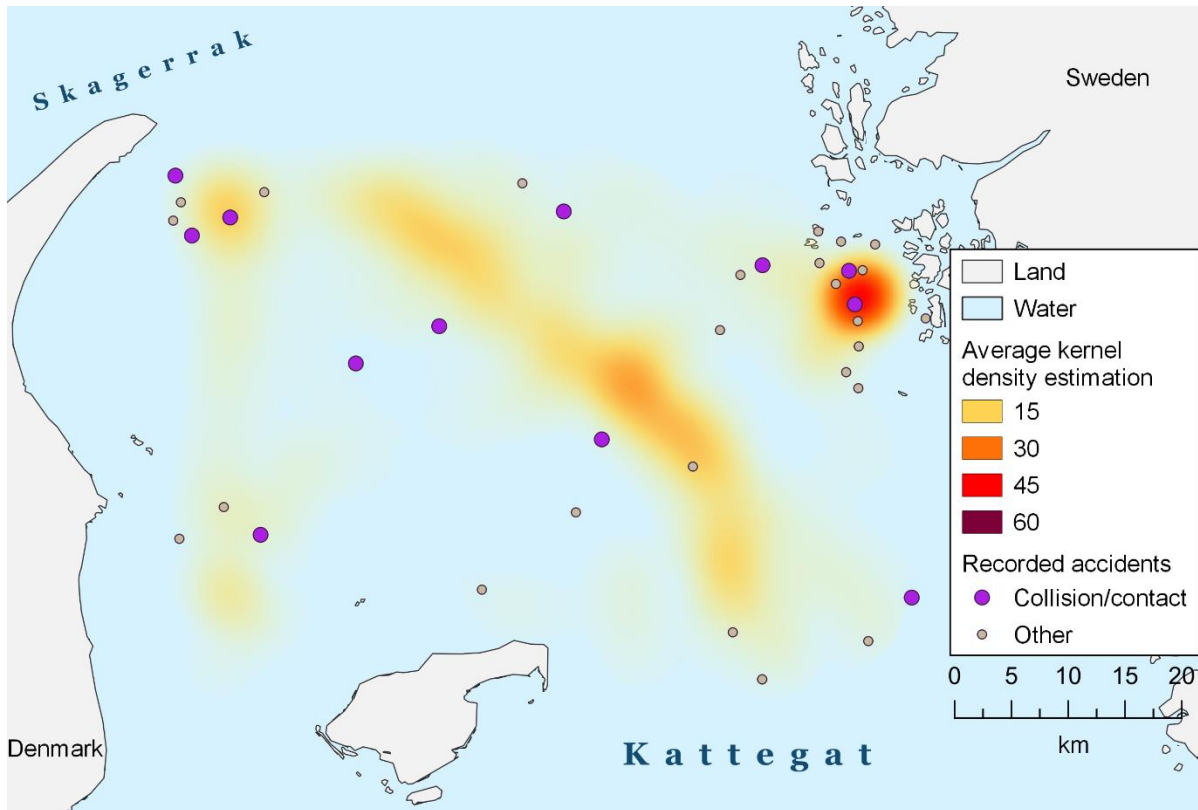 Skagerrak
Sweden
Land
Water
Average kernel
density estimation
15
30
45
60
Recorded accidents
Collision/contact
Other
0 5 10 15 20
km
Denmark
Kattegat